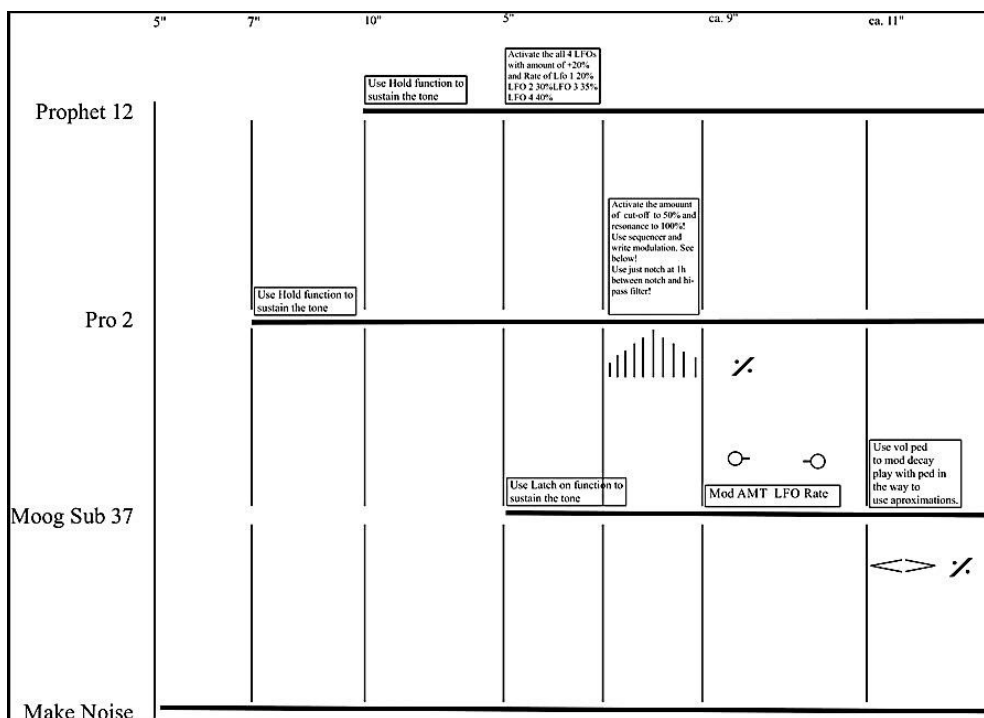 5" 7" 10" 5" ca. 9" ca. 11"
Activate the all 4 LFOs
with amount of +20%
and Rate of Lfo 1 20%
LFO 2 30%LFO 3 35%
LFO 4 40%
Use Hold function to
sustain the tone
Prophet 12
Activate the amouunt
of cut-off to 50% and
resonance to 100%!
Use sequencer and
write modulation. See
below!
Use just notch at 1h
between notch and hi-
pass filter!
Use Hold function to
sustain the tone
Pro 2
Use Latch on function to
sustain the tone
Mod AMT LFO Rate
Use vol ped
to mod decay
play with ped in
the way to
use aproximations.
Moog Sub 37
Make Noise